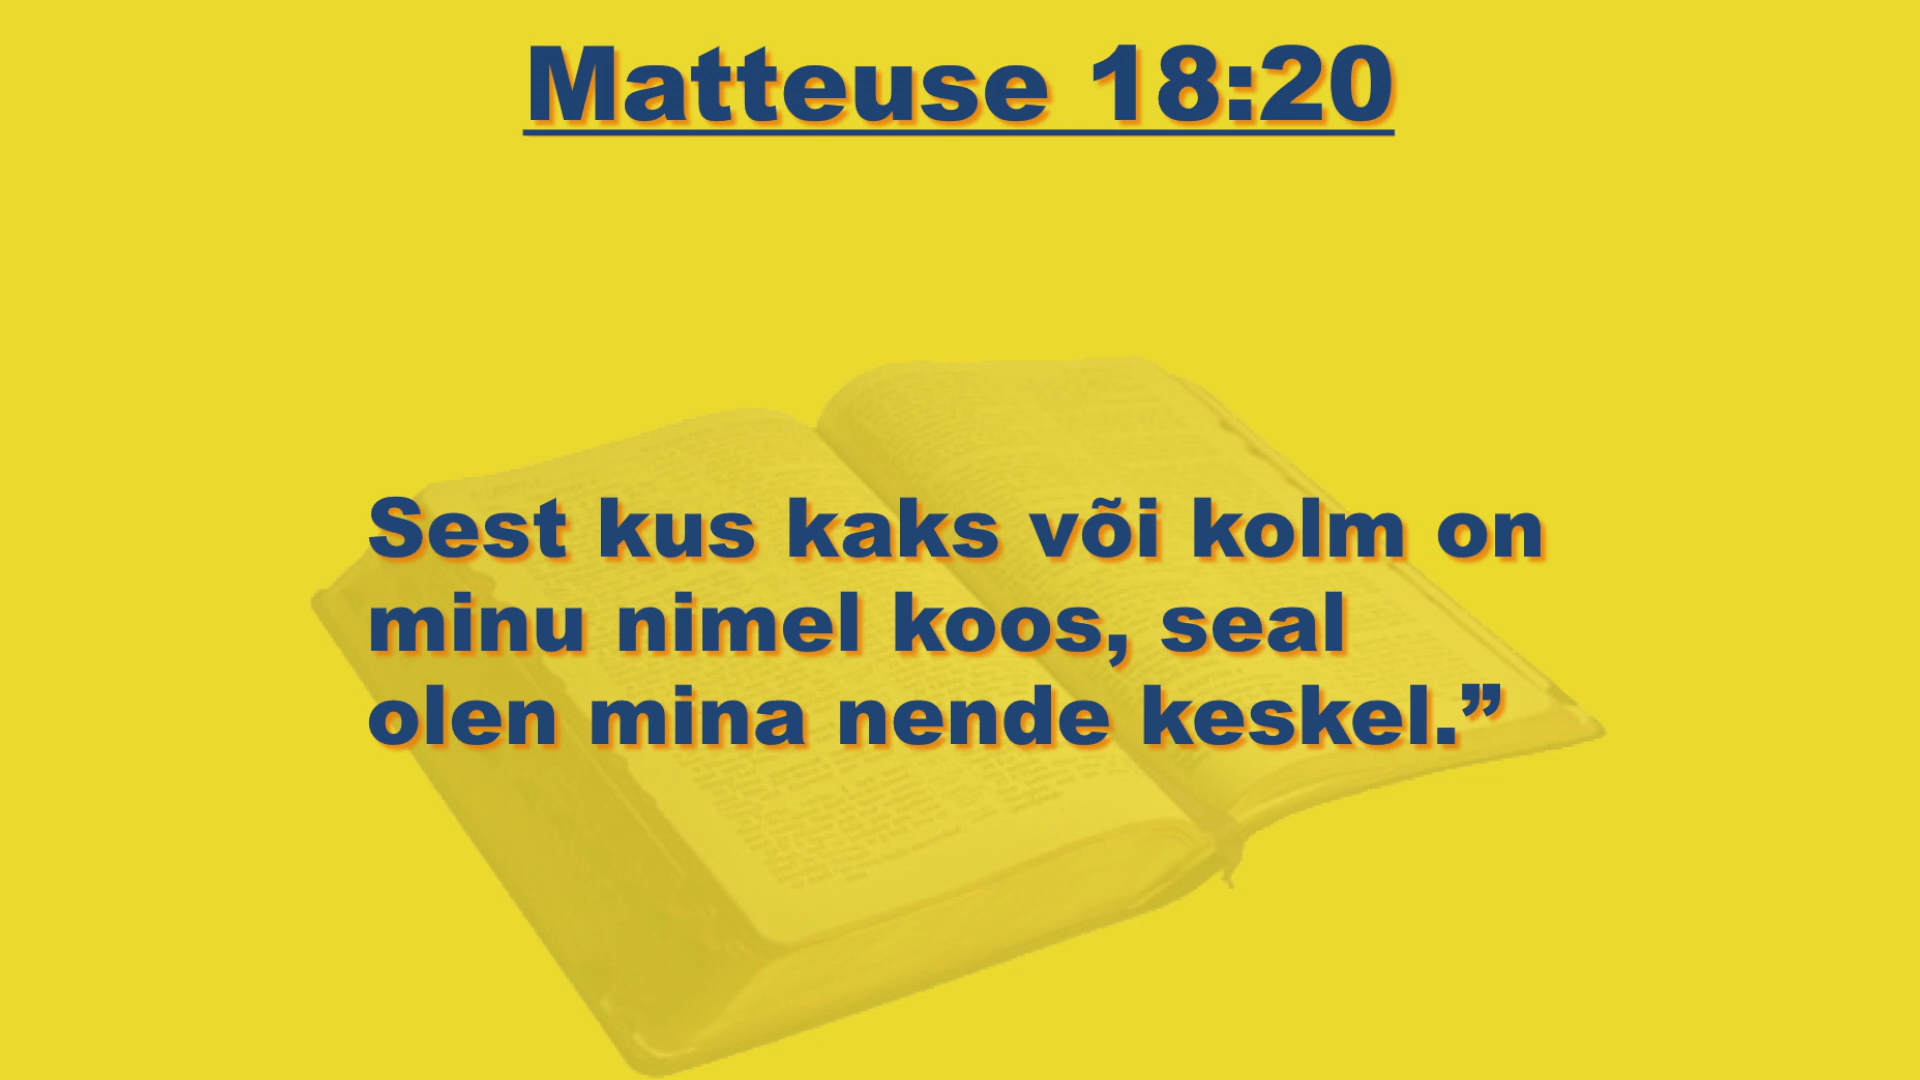 Matteuse 18:20
Sest kus kaks või kolm on
minu nimel koos, seal
olen mina nende keskel.”